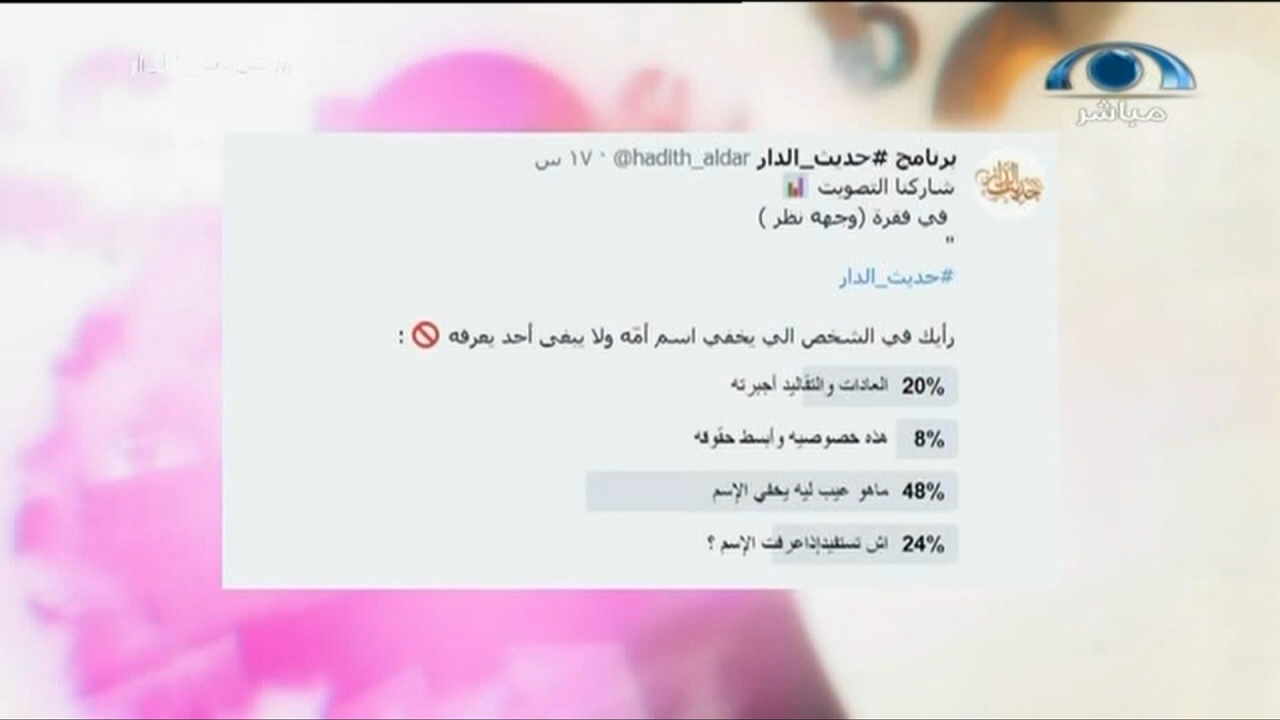 مباشر
برنامج #حديث_الدار @hadith_aldar · ١٧ س
شاركنا التصويت 📊
في فقرة (وجهه نظر )
"
#حديث_الدار
رأيك في الشخص الي يخفي اسم أمّه ولا يبغى أحد يعرفه 🚫 :
20% العادات والتقاليد أجبرته
8% هذه خصوصيه وأبسط حقوقه
48% ماهو عيب ليه يخفي الإسم
24% اش تستفيدإذاعرفت الإسم ؟